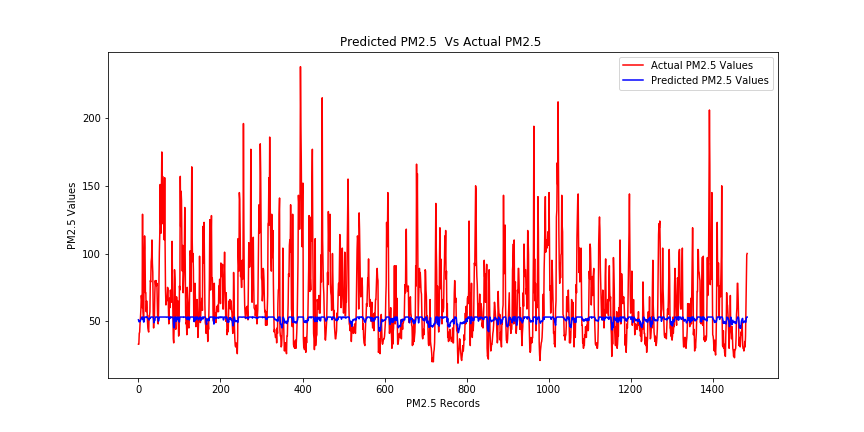 Predicted PM2.5  Vs Actual PM2.5
Actual PM2.5 Values
Predicted PM2.5 Values
PM2.5 Values
200
150
100
50
0
200
400
600
800
1000
1200
1400
PM2.5 Records